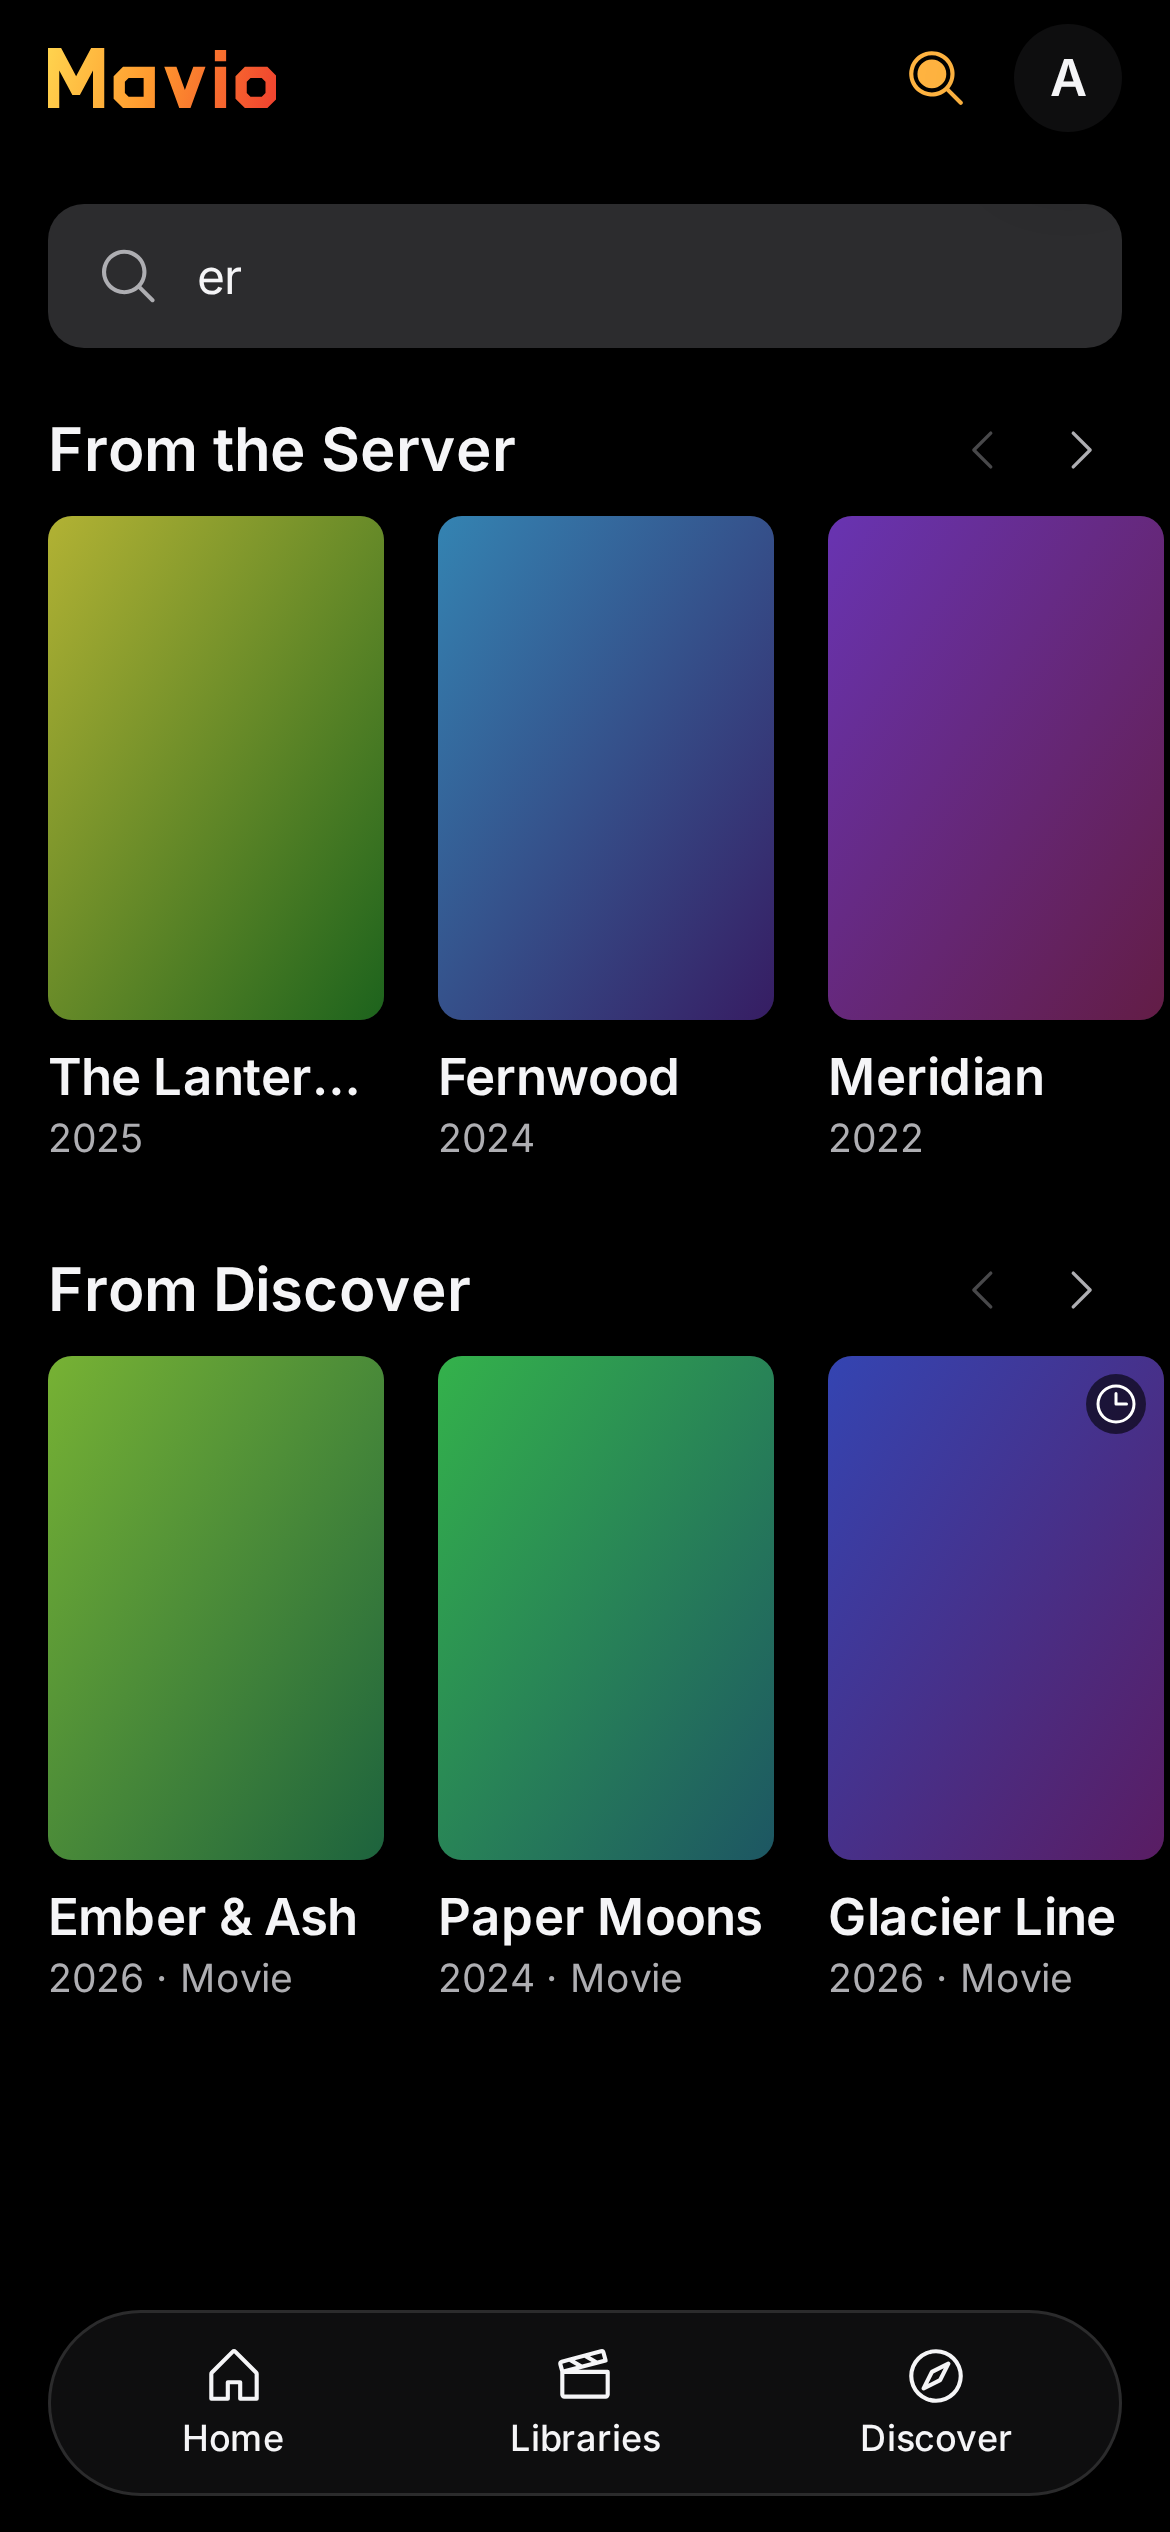 Mavio
A
er
From the Server
The Lanter...
2025
Fernwood
2024
Meridian
2022
From Discover
Ember & Ash
2026 · Movie
Paper Moons
2024 · Movie
Glacier Line
2026 · Movie
Home
Libraries
Discover